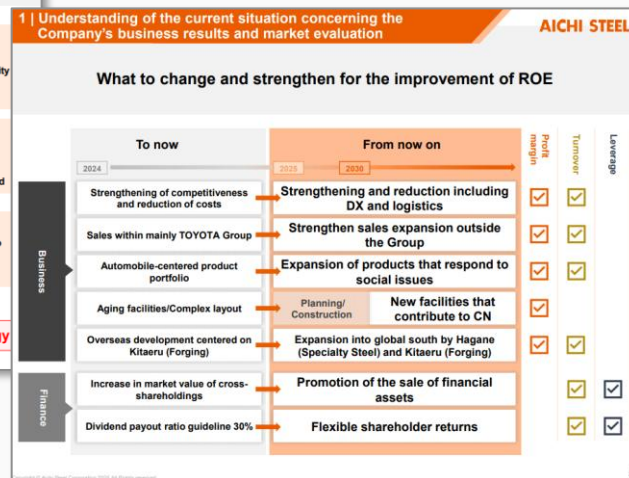 1 | Understanding of the current situation concerning the
Company's business results and market evaluation
AICHI STEEL
What to change and strengthen for the improvement of ROE
To now
From now on
Profit margin
Turnover
Leverage
2024
2025
2030
Business
Strengthening of competitiveness
and reduction of costs
Strengthening and reduction including
DX and logistics
Sales within mainly TOYOTA Group
Strengthen sales expansion outside
the Group
Automobile-centered product
portfolio
Expansion of products that respond to
social issues
Aging facilities/Complex layout
Planning/
Construction
New facilities that
contribute to CN
Overseas development centered on
Kitaeru (Forging)
Expansion into global south by Hagane
(Specialty Steel) and Kitaeru (Forging)
Finance
Increase in market value of cross-
shareholdings
Promotion of the sale of financial
assets
Dividend payout ratio guideline 30%
Flexible shareholder returns